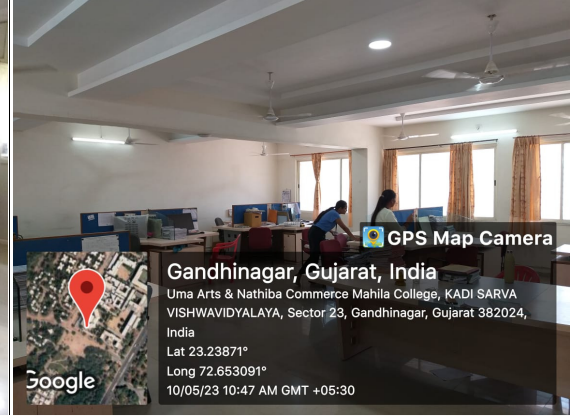 GPS Map Camera
Gandhinagar, Gujarat, India
Uma Arts & Nathiba Commerce Mahila College, KADI SARVA
VISHWAVIDYALAYA, Sector 23, Gandhinagar, Gujarat 382024,
India
Lat 23.23871°
Long 72.653091°
10/05/23 10:47 AM GMT +05:30
Google